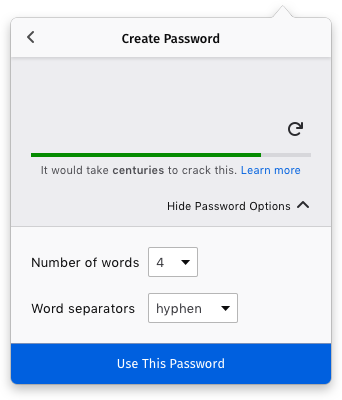 Create Password
It would take centuries to crack this. Learn more
Hide Password Options
Number of words 4
Word separators hyphen
Use This Password